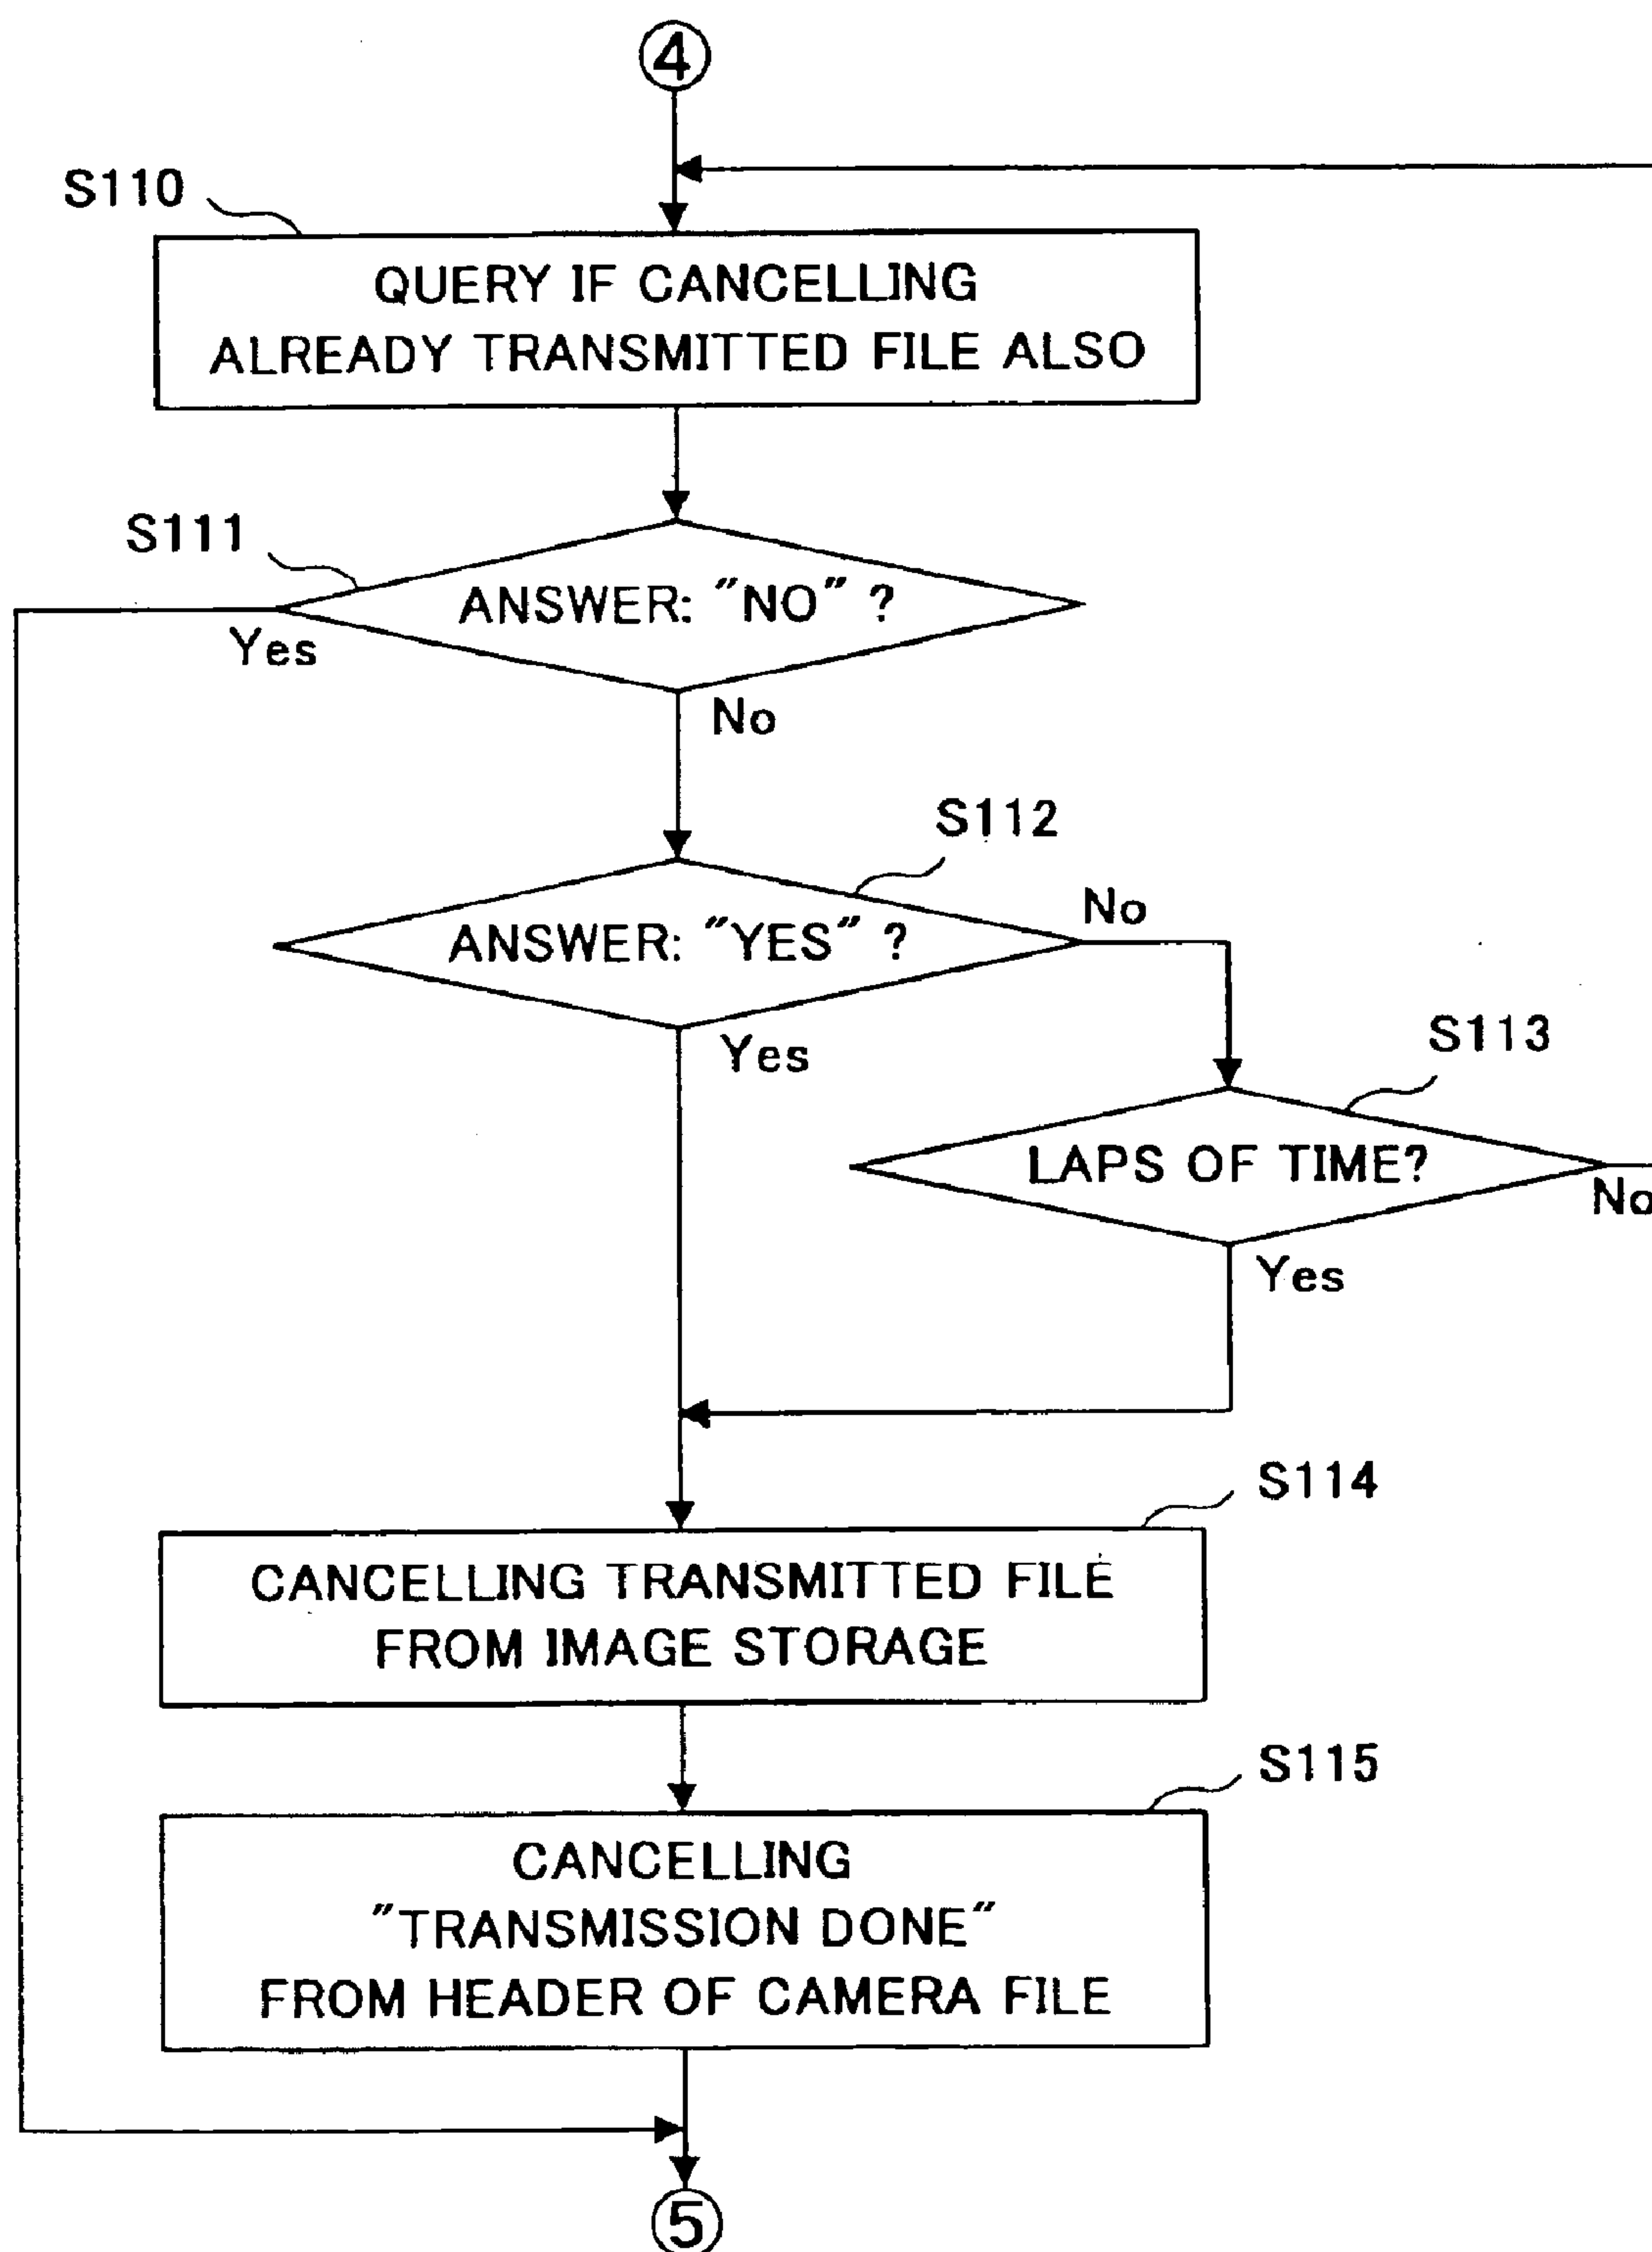 ④
S110
QUERY IF CANCELLING
ALREADY TRANSMITTED FILE ALSO
S111
ANSWER: "NO" ?
Yes
No
S112
ANSWER: "YES" ?
No
Yes
S113
LAPS OF TIME?
No
Yes
S114
CANCELLING TRANSMITTED FILE
FROM IMAGE STORAGE
S115
CANCELLING
"TRANSMISSION DONE"
FROM HEADER OF CAMERA FILE
⑤